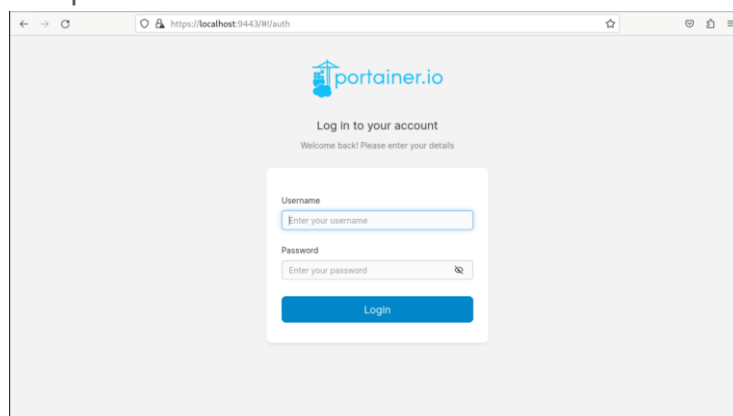 https://localhost:9443/#!/auth
portainer.io
Log in to your account
Welcome back! Please enter your details
Username
Enter your username
Password
Enter your password
Login